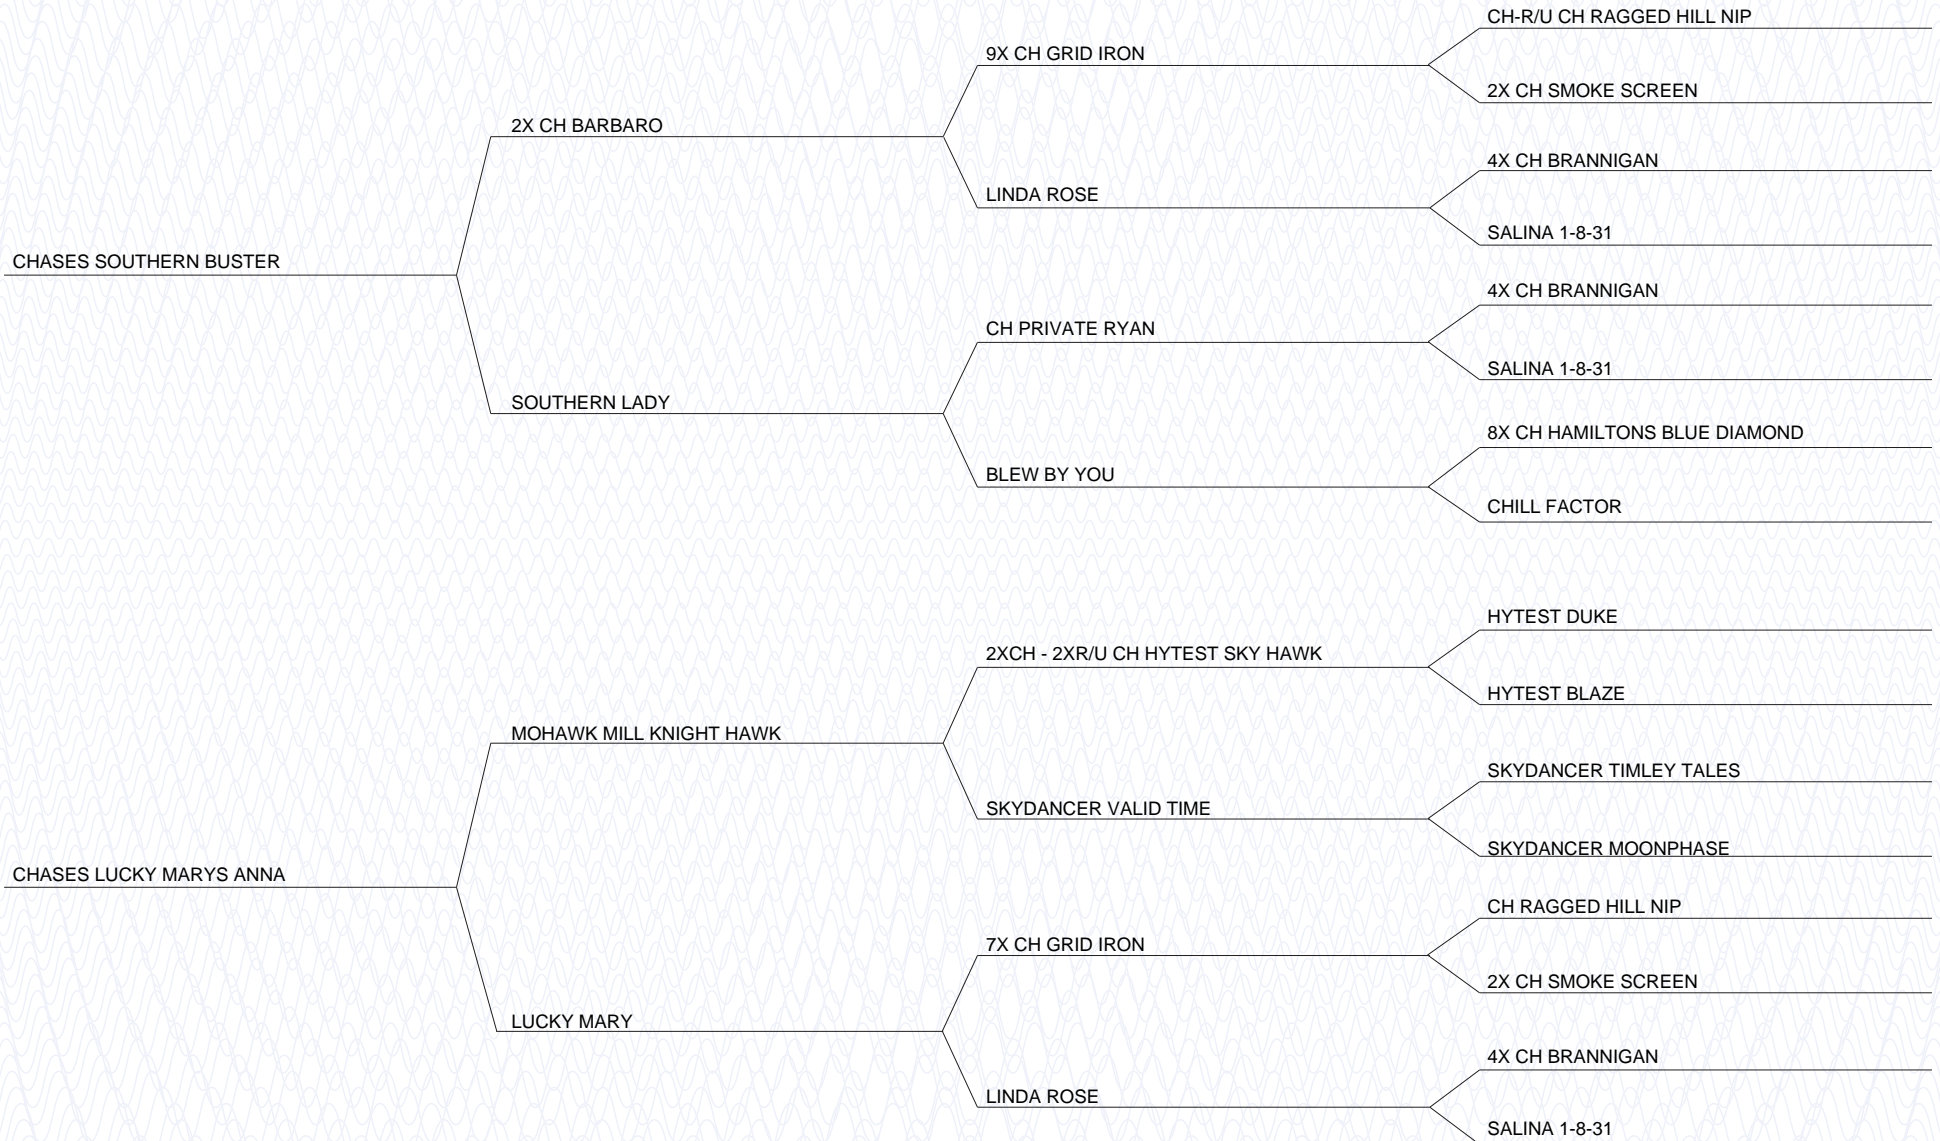 CH-R/U CH RAGGED HILL NIP
9X CH GRID IRON
2X CH SMOKE SCREEN
2X CH BARBARO
4X CH BRANNIGAN
LINDA ROSE
SALINA 1-8-31
CHASES SOUTHERN BUSTER
4X CH BRANNIGAN
CH PRIVATE RYAN
SALINA 1-8-31
SOUTHERN LADY
8X CH HAMILTONS BLUE DIAMOND
BLEW BY YOU
CHILL FACTOR
HYTEST DUKE
2XCH - 2XR/U CH HYTEST SKY HAWK
HYTEST BLAZE
MOHAWK MILL KNIGHT HAWK
SKYDANCER TIMLEY TALES
SKYDANCER VALID TIME
SKYDANCER MOONPHASE
CHASES LUCKY MARYS ANNA
CH RAGGED HILL NIP
7X CH GRID IRON
2X CH SMOKE SCREEN
LUCKY MARY
4X CH BRANNIGAN
LINDA ROSE
SALINA 1-8-31